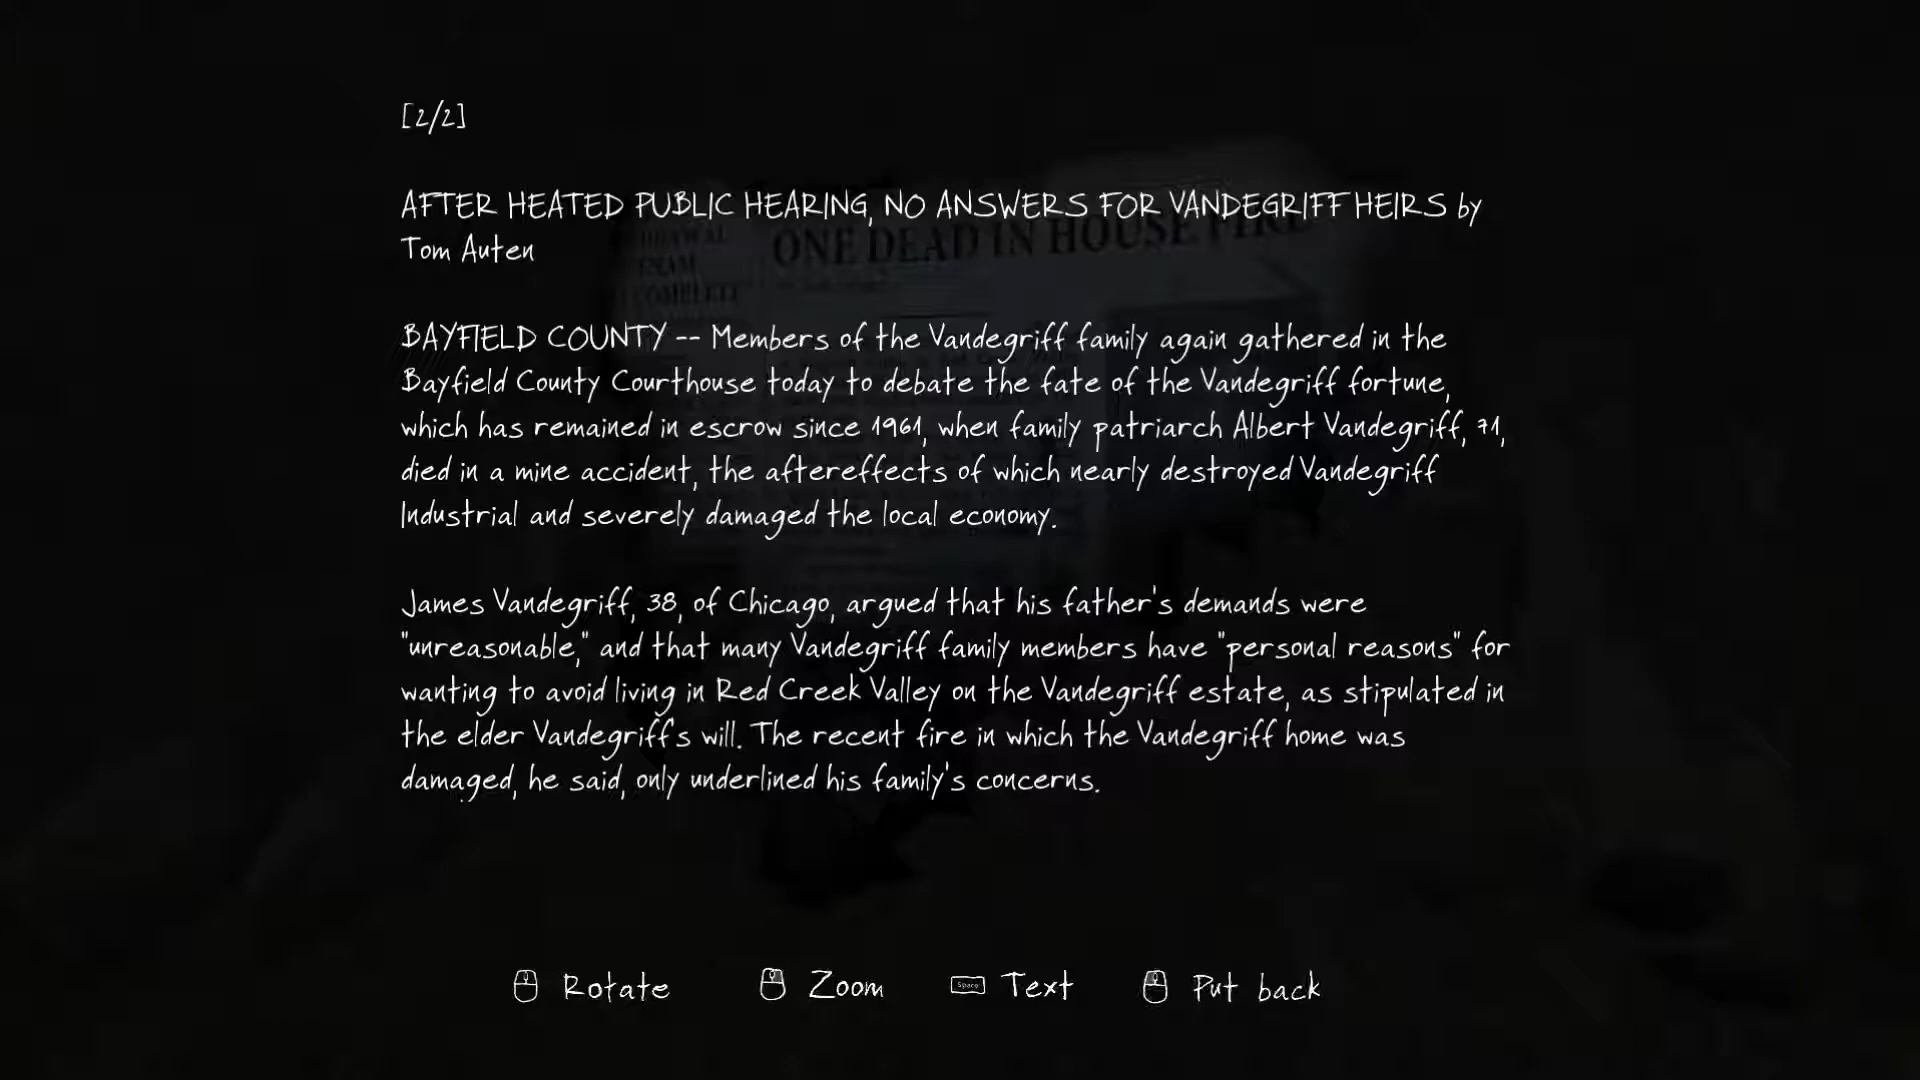 [2/2]
AFTER HEATED PUBLIC HEARING, NO ANSWERS FOR VANDEGRIFF HEIRS by
Tom Auten
ONE DEAD IN HOUSE FIRE
BAYFIELD COUNTY -- Members of the Vandegriff family again gathered in the
Bayfield County Courthouse today to debate the fate of the Vandegriff fortune,
which has remained in escrow since 1961, when family patriarch Albert Vandegriff, 71,
died in a mine accident, the aftereffects of which nearly destroyed Vandegriff
Industrial and severely damaged the local economy.
James Vandegriff, 38, of Chicago, argued that his father's demands were
"unreasonable," and that many Vandegriff family members have "personal reasons" for
wanting to avoid living in Red Creek Valley on the Vandegriff estate, as stipulated in
the elder Vandegriff's will. The recent fire in which the Vandegriff home was
damaged, he said, only underlined his family's concerns.
Rotate Zoom Space Text Put back